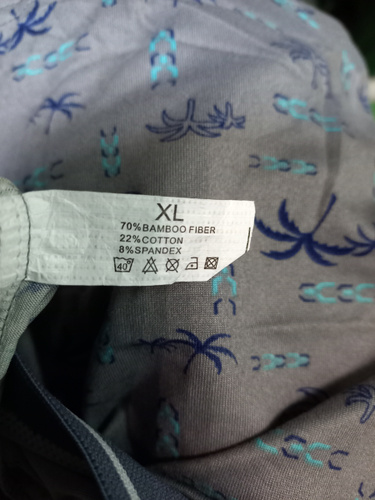 XL
70%BAMBOO FIBER
22%COTTON
8%SPANDEX
40°